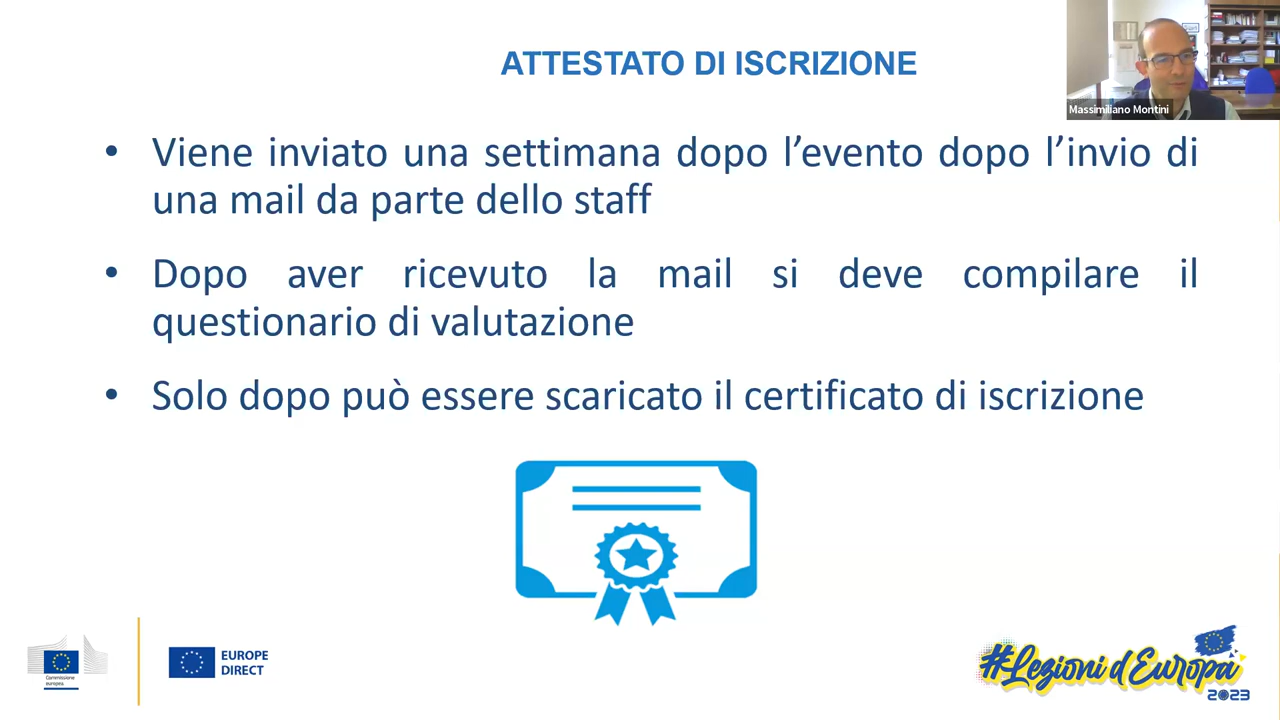 ATTESTATO DI ISCRIZIONE
Massimiliano Montini
• Viene inviato una settimana dopo l’evento dopo l’invio di
una mail da parte dello staff
• Dopo aver ricevuto la mail si deve compilare il
questionario di valutazione
• Solo dopo può essere scaricato il certificato di iscrizione
Commissione
europea
EUROPE
DIRECT
#Lezioni d'Europa
2023